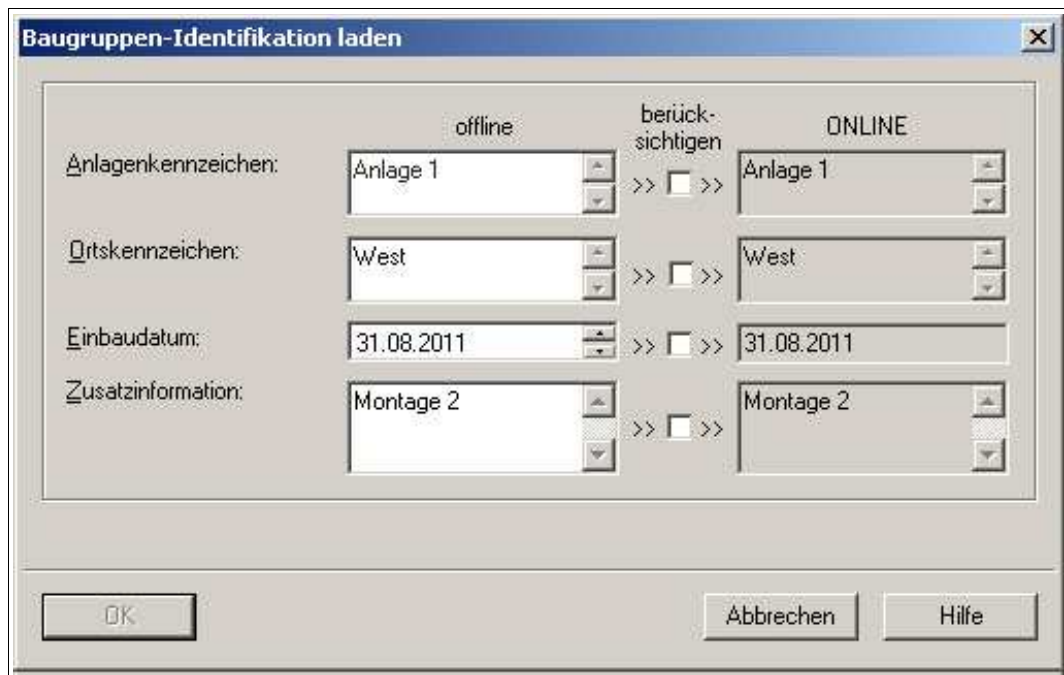 Baugruppen-Identifikation laden
offline
berück-
sichtigen
ONLINE
Anlagenkennzeichen:
Anlage 1
>> >>
Anlage 1
Ortskennzeichen:
West
>> >>
West
Einbaudatum:
31.08.2011
>> >>
31.08.2011
Zusatzinformation:
Montage 2
>> >>
Montage 2
OK
Abbrechen
Hilfe